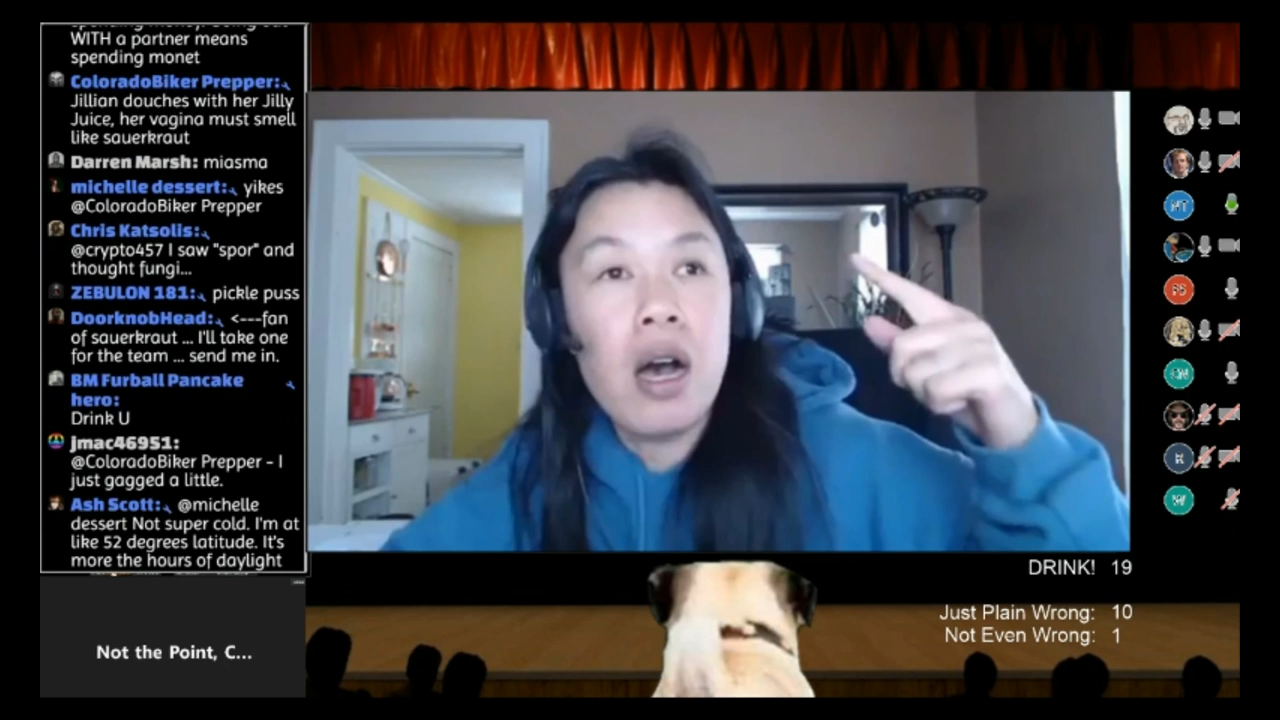 WITH a partner means
spending monet
ColoradoBiker Prepper:
Jillian douches with her Jilly
Juice, her vagina must smell
like sauerkraut
Darren Marsh: miasma
michelle dessert: yikes
@ColoradoBiker Prepper
Chris Katsolis:
@crypto457 I saw "spor" and
thought fungi...
ZEBULON 181: pickle puss
DoorknobHead: <---fan
of sauerkraut ... I'll take one
for the team ... send me in.
BM Furball Pancake
hero:
Drink U
jmac46951:
@ColoradoBiker Prepper - I
just gagged a little.
Ash Scott: @michelle
dessert Not super cold. I'm at
like 52 degrees latitude. It's
more the hours of daylight
Not the Point, C...
DRINK! 19
Just Plain Wrong: 10
Not Even Wrong: 1